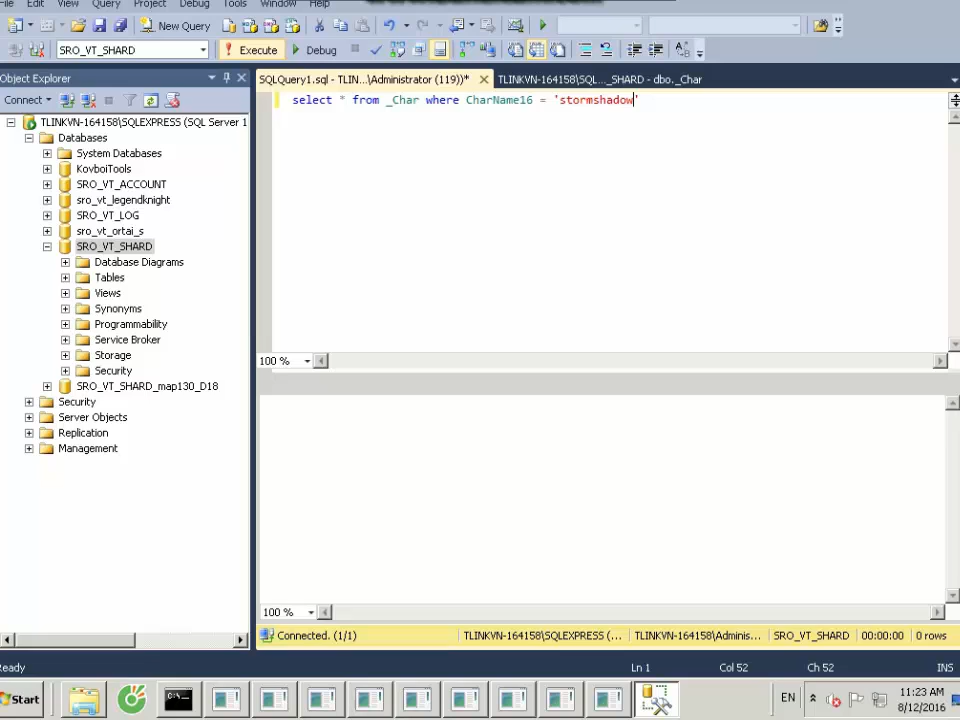 File Edit View Query Project Debug Tools Window Help
New Query
SRO_VT_SHARD Execute Debug
Object Explorer
SQLQuery1.sql - TLIN...\Administrator (119))* TLINKVN-164158\SQL..._SHARD - dbo._Char
Connect
select * from _Char where CharName16 = 'stormshadow'
TLINKVN-164158\SQLEXPRESS (SQL Server 1
Databases
System Databases
KovboiTools
SRO_VT_ACCOUNT
sro_vt_legendknight
SRO_VT_LOG
sro_vt_ortai_s
SRO_VT_SHARD
Database Diagrams
Tables
Views
Synonyms
Programmability
Service Broker
Storage
Security
SRO_VT_SHARD_map130_D18
Security
Server Objects
Replication
Management
100 %
100 %
Connected. (1/1) TLINKVN-164158\SQLEXPRESS (... TLINKVN-164158\Adminis... SRO_VT_SHARD 00:00:00 0 rows
Ready Ln 1 Col 52 Ch 52 INS
Start EN 11:23 AM
8/12/2016